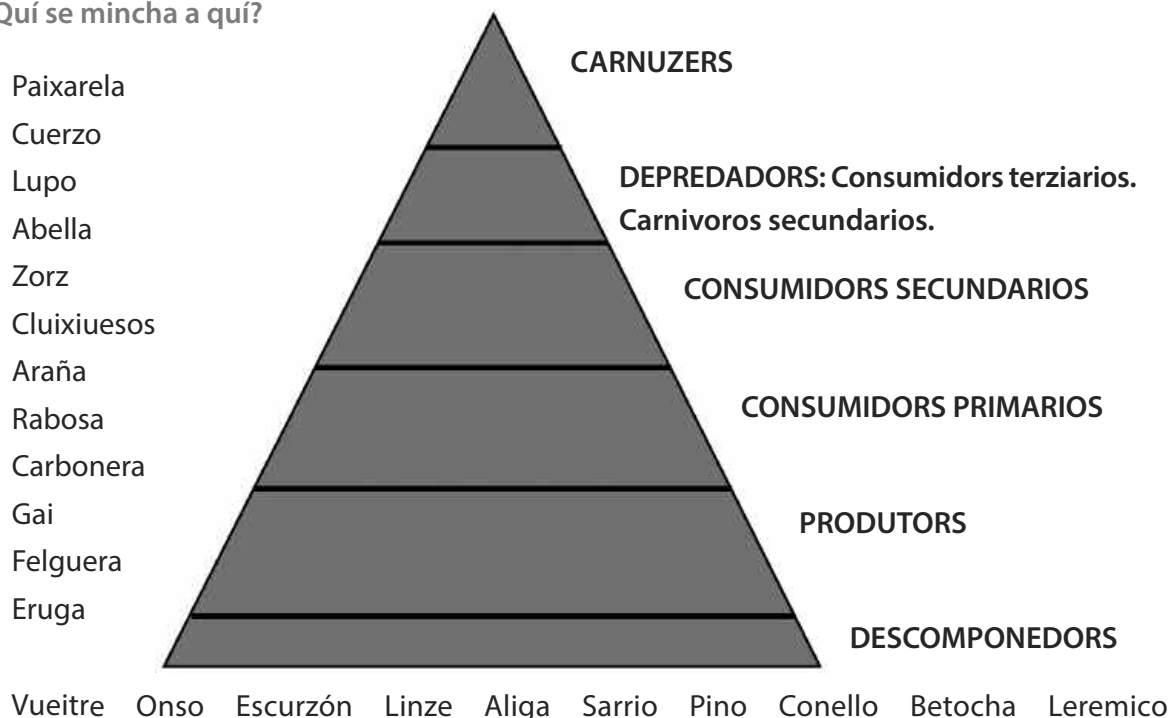 Quí se mincha a quí?
Paixarela
Cuerzo
Lupo
Abella
Zorz
Cluixiuesos
Araña
Rabosa
Carbonera
Gai
Felguera
Eruga
CARNUZERS
DEPREDADORS: Consumidors terziarios.
Carnivoros secundarios.
CONSUMIDORS SECUNDARIOS
CONSUMIDORS PRIMARIOS
PRODUTORS
DESCOMPONEDORS
Vueitre Onso Escurzón Linze Aliga Sarrio Pino Conello Betocha Leremico